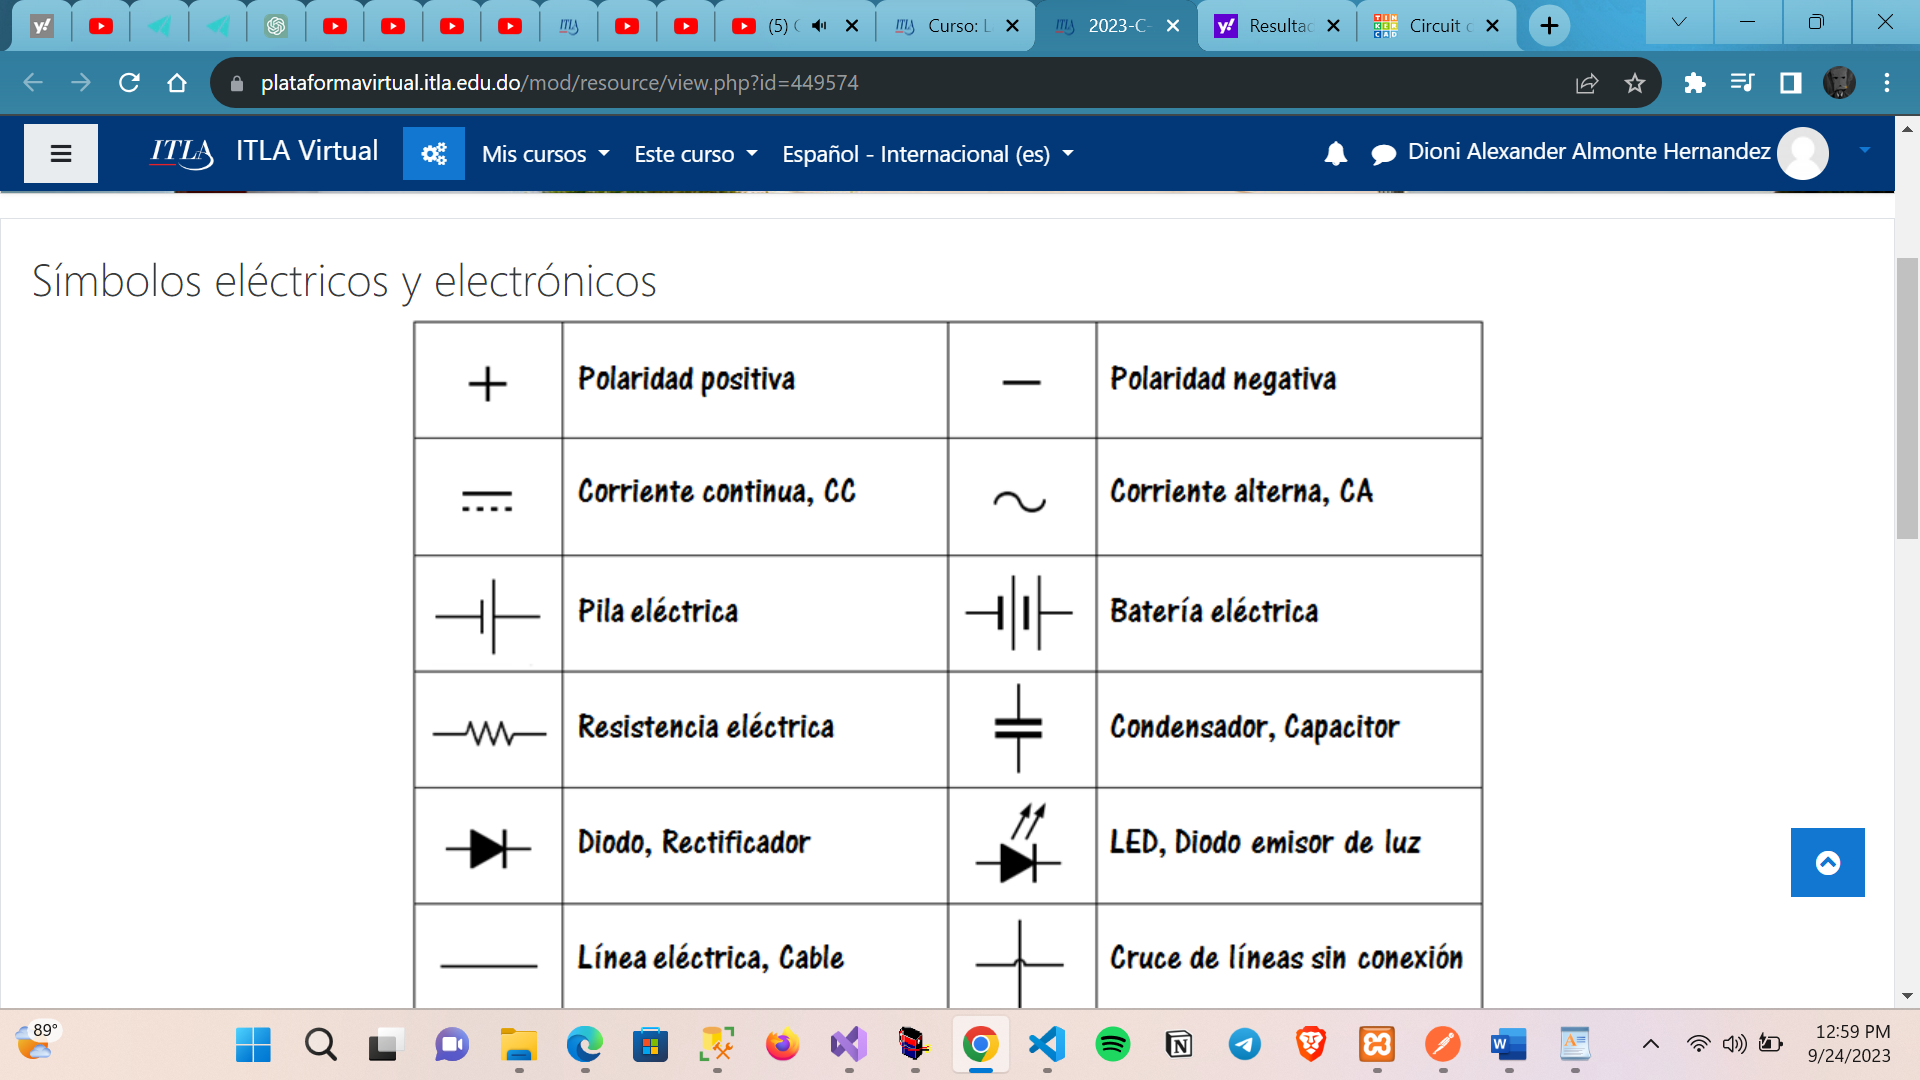 (5) C
Curso: L
2023-C-
Resultac
Circuit c
plataformavirtual.itla.edu.do/mod/resource/view.php?id=449574
ITLA
ITLA Virtual
Mis cursos
Este curso
Español - Internacional (es)
Dioni Alexander Almonte Hernandez
Símbolos eléctricos y electrónicos
+ Polaridad positiva
− Polaridad negativa
Corriente continua, CC
Corriente alterna, CA
Pila eléctrica
Batería eléctrica
Resistencia eléctrica
Condensador, Capacitor
Diodo, Rectificador
LED, Diodo emisor de luz
Línea eléctrica, Cable
Cruce de líneas sin conexión
89°
12:59 PM
9/24/2023